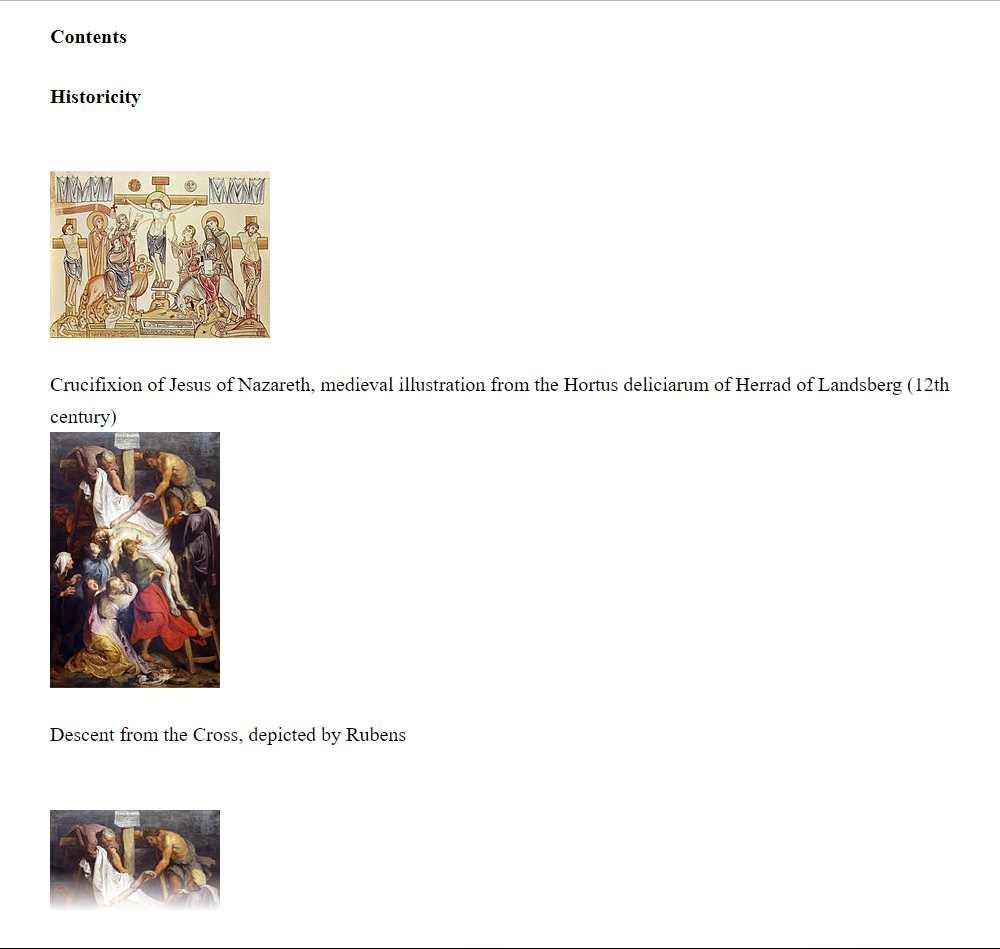 Contents
Historicity
Crucifixion of Jesus of Nazareth, medieval illustration from the Hortus deliciarum of Herrad of Landsberg (12th
century)
Descent from the Cross, depicted by Rubens